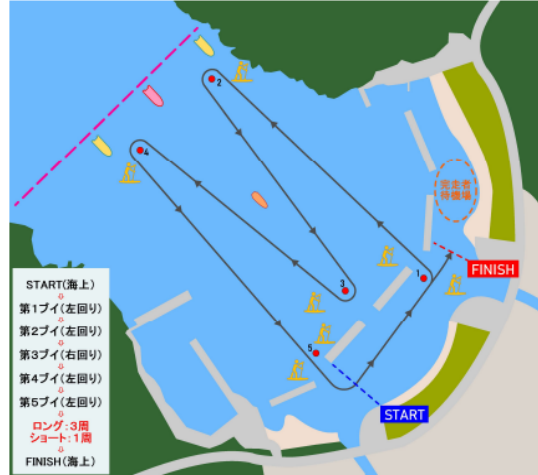 2
4
完走者
待機場
3
1
5
FINISH
START
START(海上)
⇩
第1ブイ(左回り)
⇩
第2ブイ(左回り)
⇩
第3ブイ(右回り)
⇩
第4ブイ(左回り)
⇩
第5ブイ(左回り)
⇩
ロング:3周
ショート:1周
⇩
FINISH(海上)